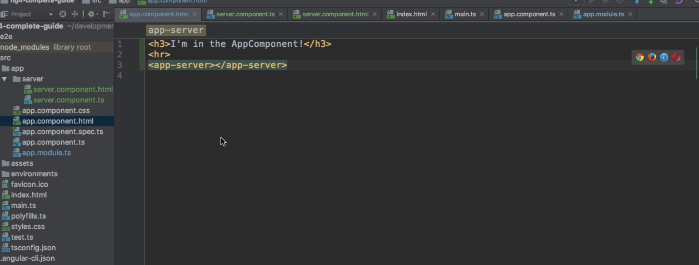 ng4-complete-guide
app
app.component.html
Project
app.component.html
server.component.ts
server.component.html
index.html
main.ts
app.component.ts
app.module.ts
-complete-guide ~/developmen
e2e
node_modules library root
src
app
server
server.component.html
server.component.ts
app.component.css
app.component.html
app.component.spec.ts
app.component.ts
app.module.ts
assets
environments
favicon.ico
index.html
main.ts
polyfills.ts
styles.css
test.ts
tsconfig.json
.angular-cli.json
app-server
1 <h3>I'm in the AppComponent!</h3>
2 <hr>
3 <app-server></app-server>
4